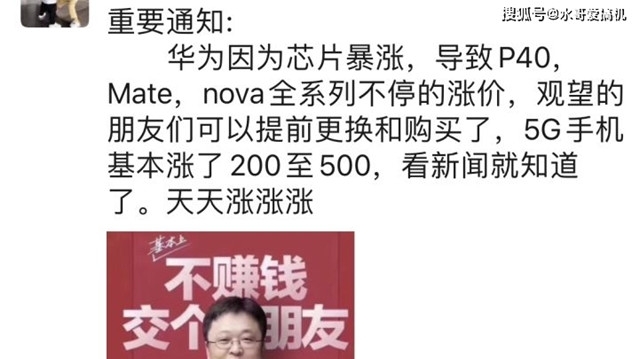 搜狐号@水哥爱搞机
重要通知:
华为因为芯片暴涨，导致P40，
Mate，nova全系列不停的涨价，观望的
朋友们可以提前更换和购买了，5G手机
基本涨了200至500，看新闻就知道
了。天天涨涨涨
基本上
不赚钱
交个朋友